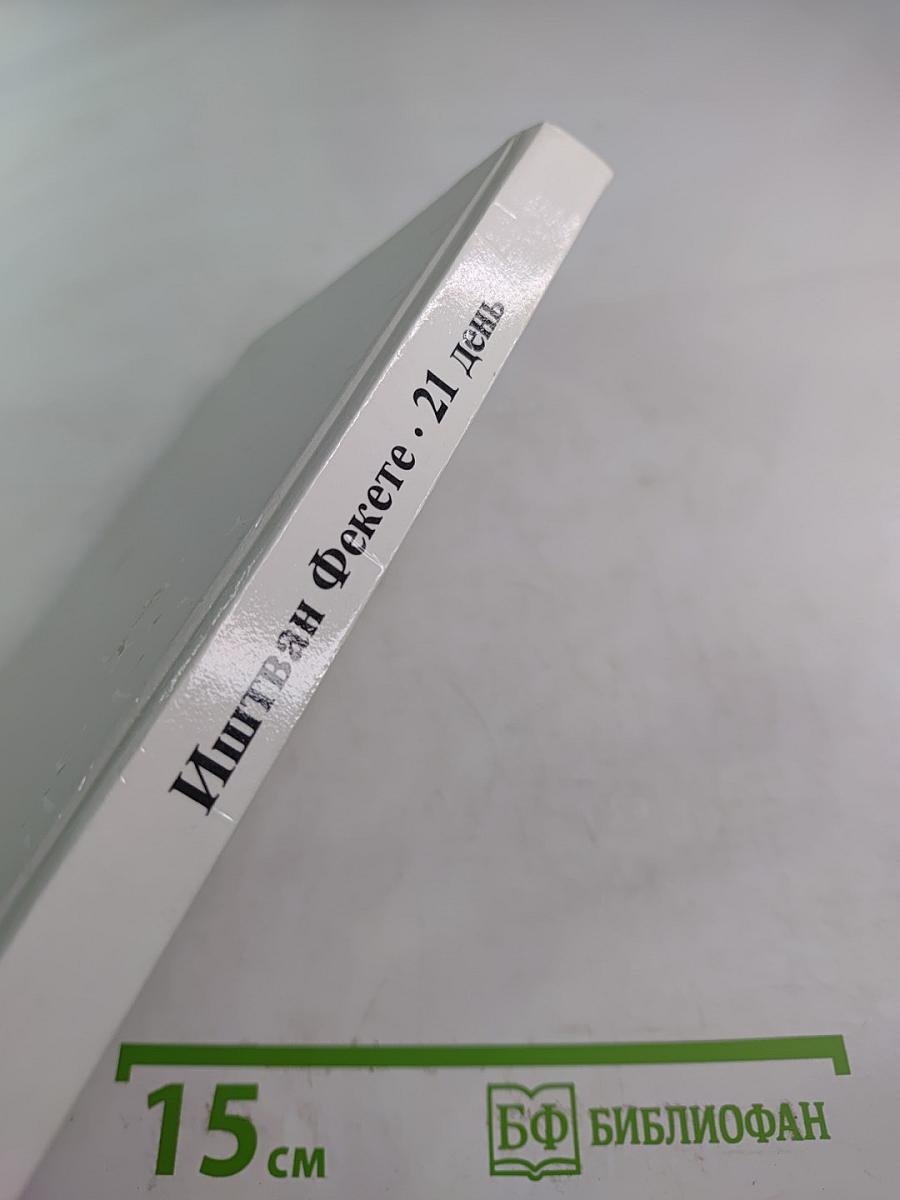 Иштван Фекете · 21 день
15 см
БФ БИБЛИОФАН